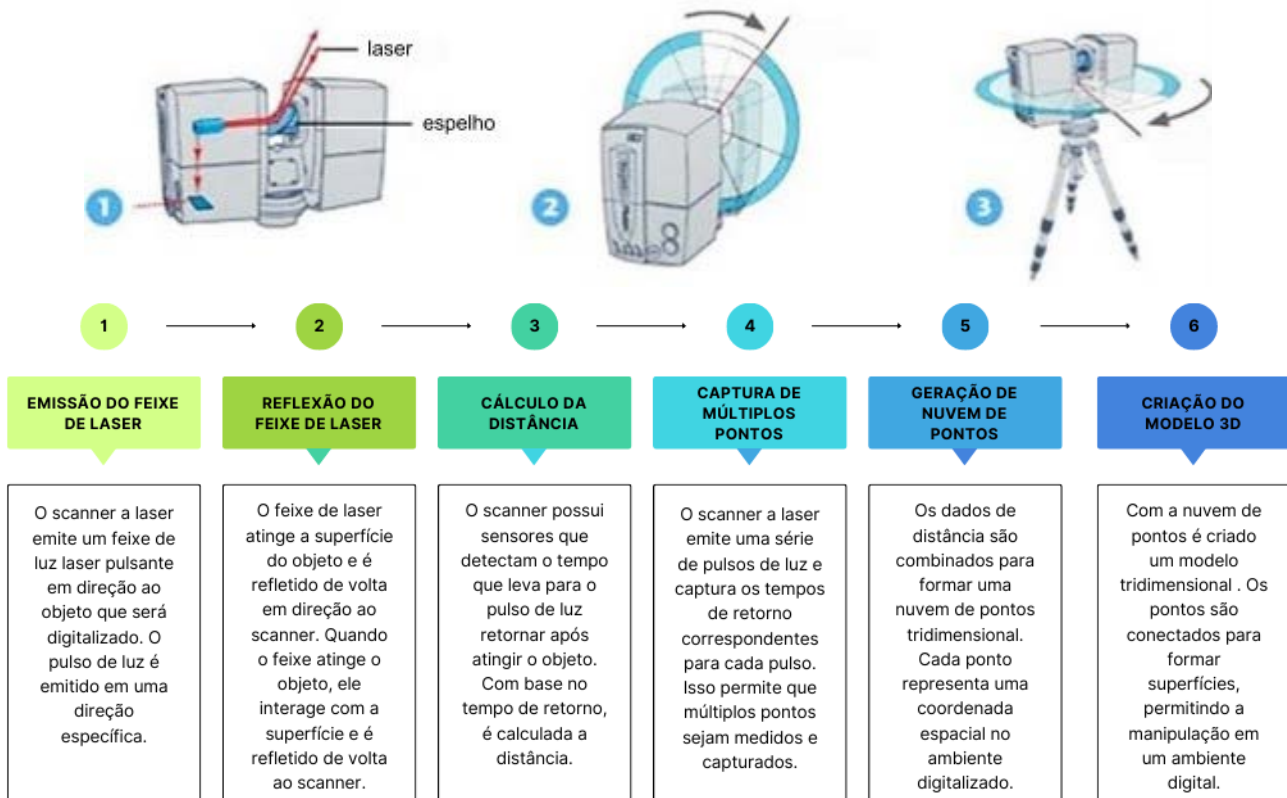 laser
espelho
1
2
3
1
2
3
4
5
6
EMISSÃO DO FEIXE
DE LASER
O scanner a laser
emite um feixe de
luz laser pulsante
em direção ao
objeto que será
digitalizado. O
pulso de luz é
emitido em uma
direção
específica.
REFLEXÃO DO
FEIXE DE LASER
O feixe de laser
atinge a superfície
do objeto e é
refletido de volta
em direção ao
scanner. Quando
o feixe atinge o
objeto, ele
interage com a
superfície e é
refletido de volta
ao scanner.
CÁLCULO DA
DISTÂNCIA
O scanner possui
sensores que
detectam o tempo
que leva para o
pulso de luz
retornar após
atingir o objeto.
Com base no
tempo de retorno,
é calculada a
distância.
CAPTURA DE
MÚLTIPLOS
PONTOS
O scanner a laser
emite uma série
de pulsos de luz e
captura os tempos
de retorno
correspondentes
para cada pulso.
Isso permite que
múltiplos pontos
sejam medidos e
capturados.
GERAÇÃO DE
NUVEM DE
PONTOS
Os dados de
distância são
combinados para
formar uma
nuvem de pontos
tridimensional.
Cada ponto
representa uma
coordenada
espacial no
ambiente
digitalizado.
CRIAÇÃO DO
MODELO 3D
Com a nuvem de
pontos é criado
um modelo
tridimensional . Os
pontos são
conectados para
formar
superfícies,
permitindo a
manipulação em
um ambiente
digital.